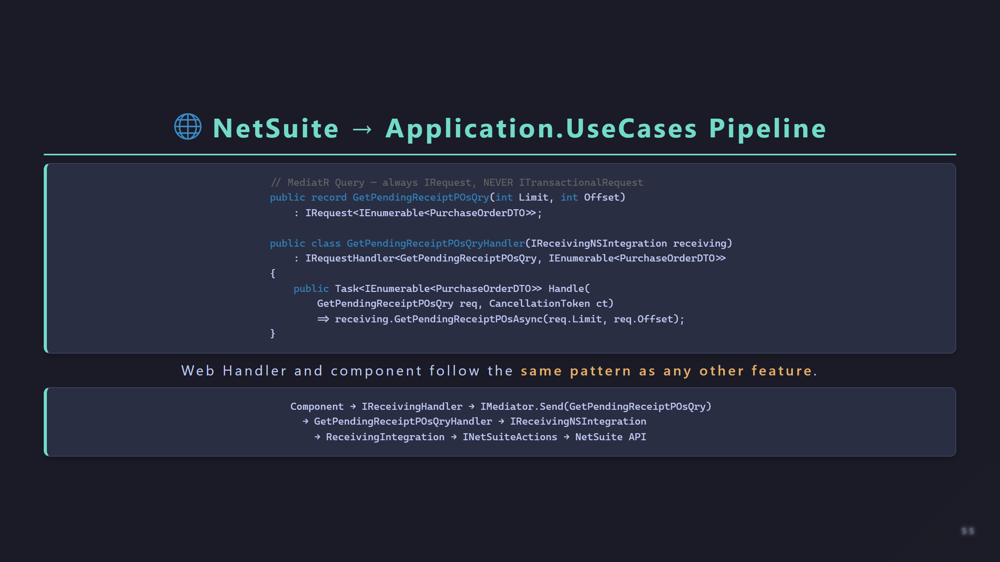 NetSuite → Application.UseCases Pipeline
// MediatR Query — always IRequest, NEVER ITransactionalRequest
public record GetPendingReceiptPOsQry(int Limit, int Offset)
    : IRequest<IEnumerable<PurchaseOrderDTO>>;
public class GetPendingReceiptPOsQryHandler(IReceivingNSIntegration receiving)
    : IRequestHandler<GetPendingReceiptPOsQry, IEnumerable<PurchaseOrderDTO>>
{
    public Task<IEnumerable<PurchaseOrderDTO>> Handle(
        GetPendingReceiptPOsQry req, CancellationToken ct)
        => receiving.GetPendingReceiptPOsAsync(req.Limit, req.Offset);
}
Web Handler and component follow the same pattern as any other feature.
Component → IReceivingHandler → IMediator.Send(GetPendingReceiptPOsQry)
  → GetPendingReceiptPOsQryHandler → IReceivingNSIntegration
    → ReceivingIntegration → INetSuiteActions → NetSuite API
55